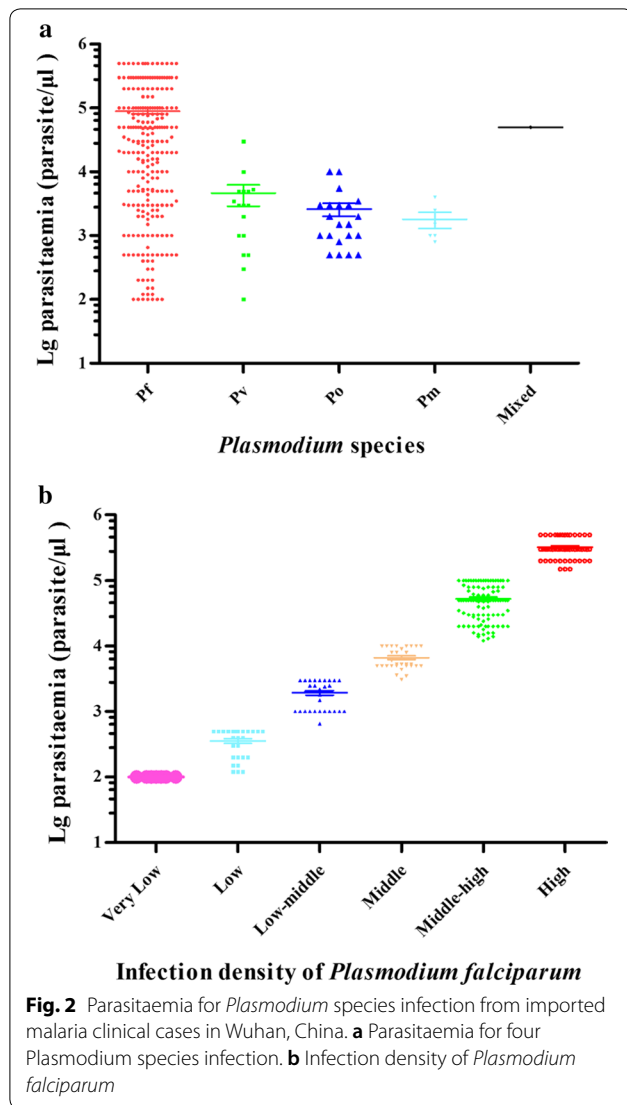 a
6
5
4
3
2
1
Lg parasitaemia (parasite/µl )
Pf
Pv
Po
Pm
Mixed
Plasmodium species
b
6
5
4
3
2
1
Lg parasitaemia (parasite/µl )
Very Low
Low
Low-middle
Middle
Middle-high
High
Infection density of Plasmodium falciparum
Fig. 2 Parasitaemia for Plasmodium species infection from imported
malaria clinical cases in Wuhan, China. a Parasitaemia for four
Plasmodium species infection. b Infection density of Plasmodium
falciparum